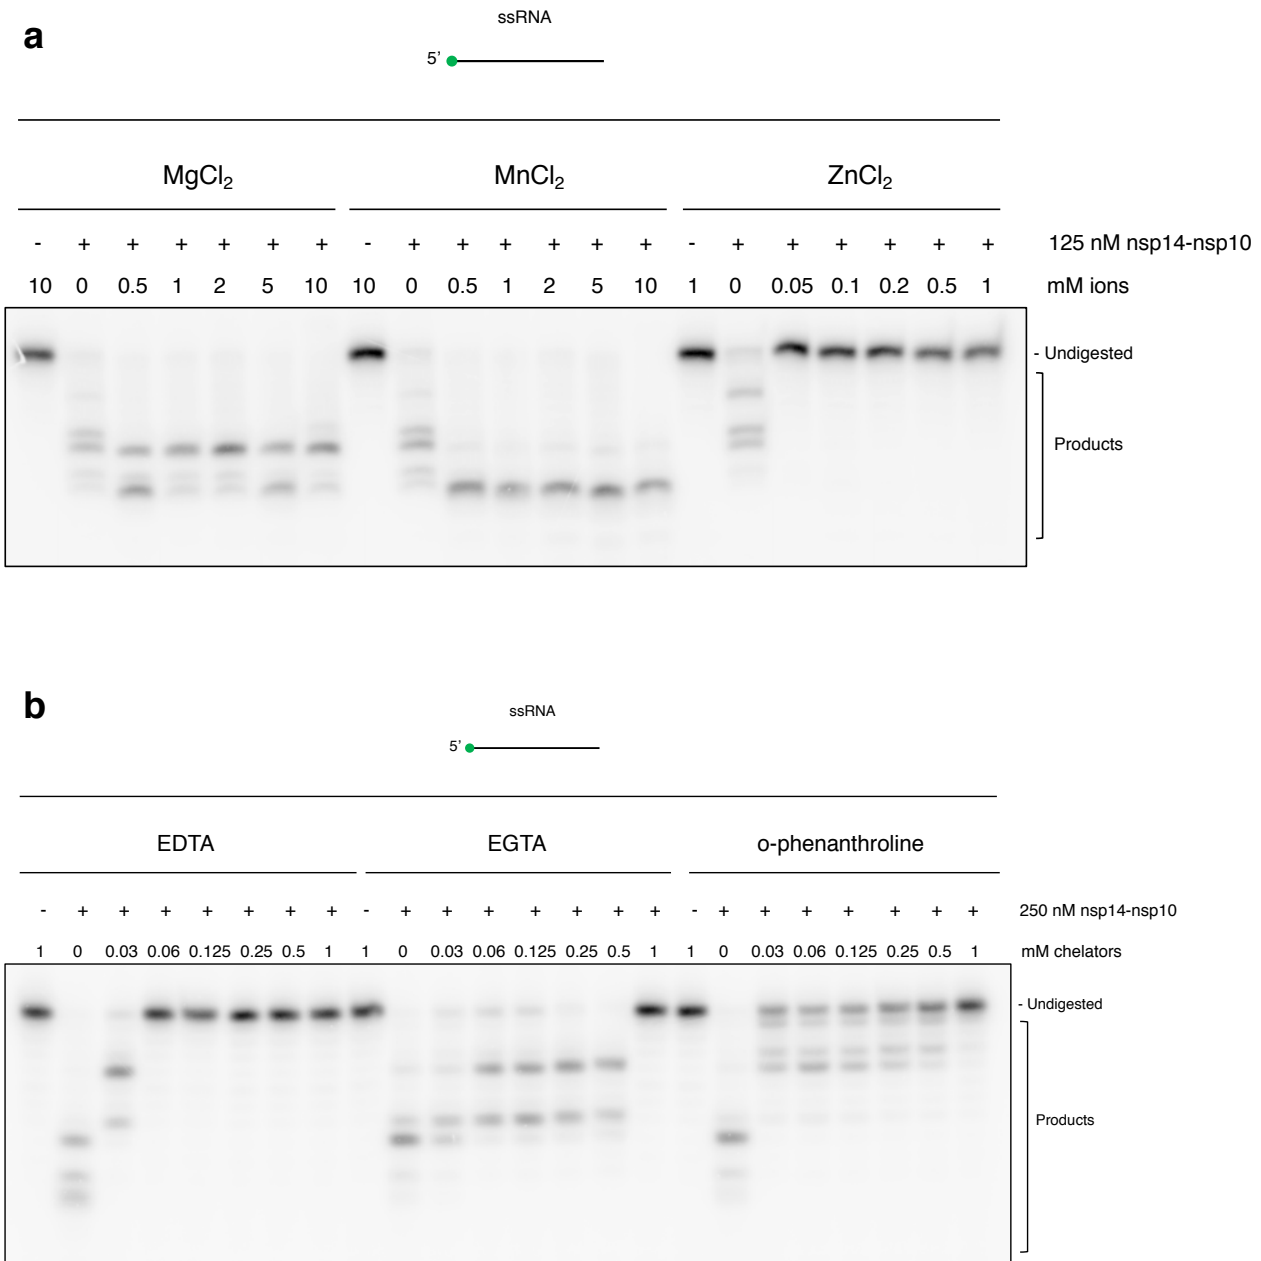 a
ssRNA
5’
MgCl2 MnCl2 ZnCl2
- + + + + + + - + + + + + + - + + + + + + 125 nM nsp14-nsp10
10 0 0.5 1 2 5 10 10 0 0.5 1 2 5 10 1 0 0.05 0.1 0.2 0.5 1 mM ions
- Undigested
Products
b
ssRNA
5’
EDTA EGTA o-phenanthroline
- + + + + + + + - + + + + + + + - + + + + + + + 250 nM nsp14-nsp10
1 0 0.03 0.06 0.125 0.25 0.5 1 1 0 0.03 0.06 0.125 0.25 0.5 1 1 0 0.03 0.06 0.125 0.25 0.5 1 mM chelators
- Undigested
Products